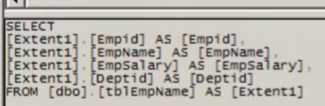 SELECT
[Extent1].[Empid] AS [Empid],
[Extent1].[EmpName] AS [EmpName],
[Extent1].[EmpSalary] AS [EmpSalary],
[Extent1].[Deptid] AS [Deptid]
FROM [dbo].[tblEmpName] AS [Extent1]